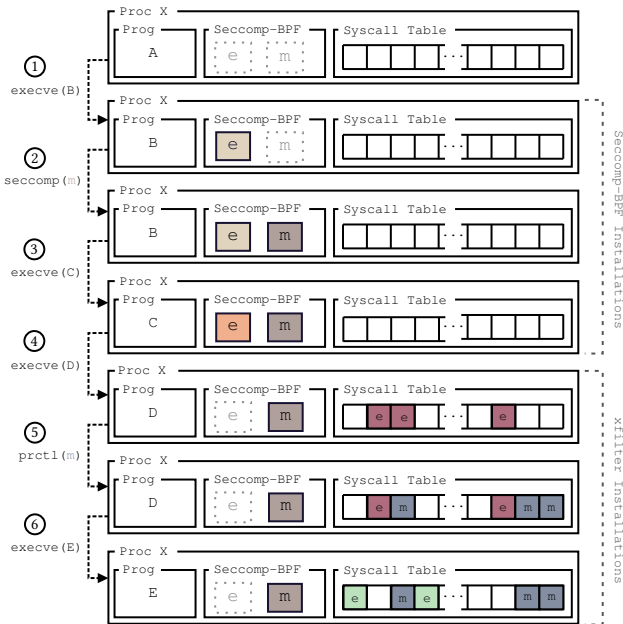 Proc X
Prog Seccomp-BPF Syscall Table
A e m ...
1
execve(B)
Proc X
Prog Seccomp-BPF Syscall Table
B e m ...
2
seccomp(m)
Proc X
Prog Seccomp-BPF Syscall Table
B e m ...
3
execve(C)
Proc X
Prog Seccomp-BPF Syscall Table
C e m ...
4
execve(D)
Proc X
Prog Seccomp-BPF Syscall Table
D e m e e ... e
5
prctl(m)
Proc X
Prog Seccomp-BPF Syscall Table
D e m e m ... e m m
6
execve(E)
Proc X
Prog Seccomp-BPF Syscall Table
E e m e m e ... m m
Seccomp-BPF Installations
xfilter Installations